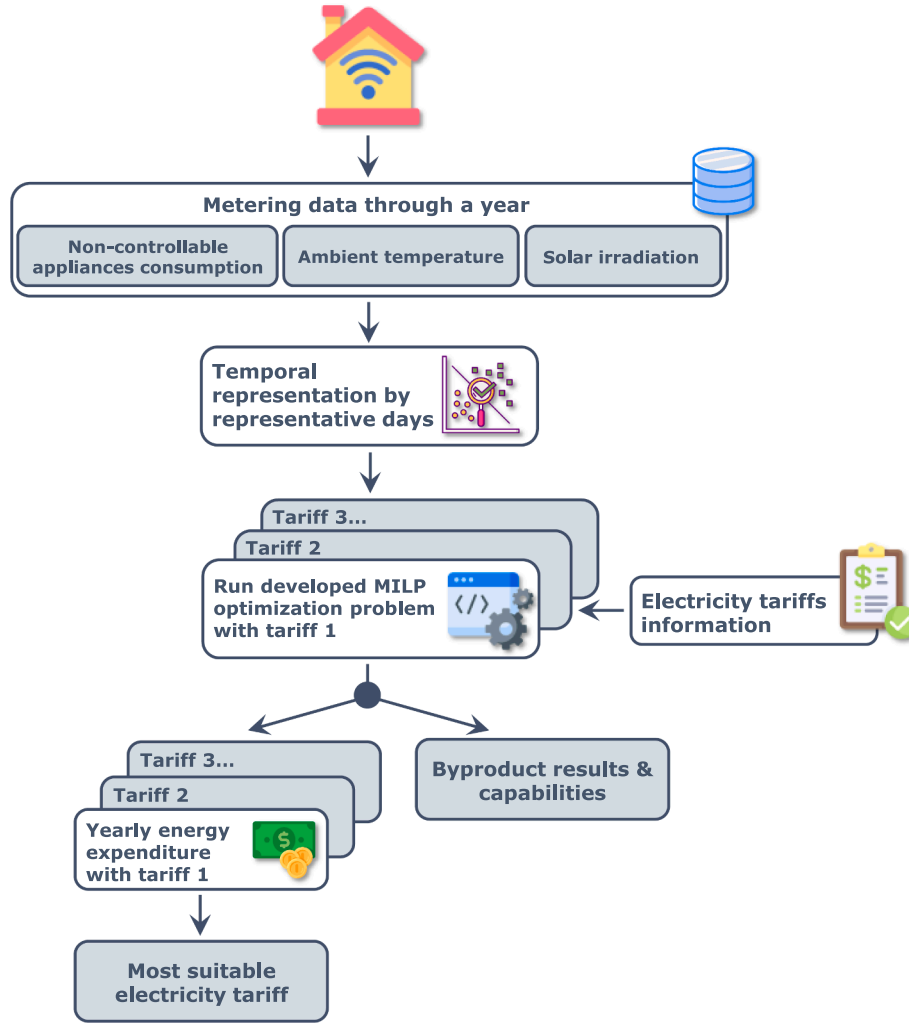 Metering data through a year
Non-controllable
appliances consumption
Ambient temperature
Solar irradiation
Temporal
representation by
representative days
Tariff 3...
Tariff 2
Run developed MILP
optimization problem
with tariff 1
</>
$
Electricity tariffs
information
Tariff 3...
Tariff 2
Yearly energy
expenditure
with tariff 1
$
Byproduct results &
capabilities
Most suitable
electricity tariff